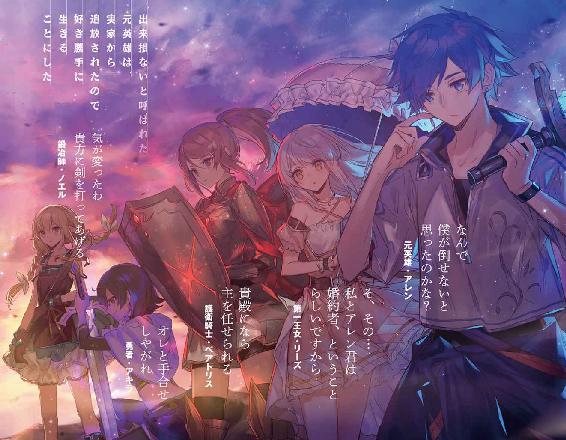 出来損ないと呼ばれた
元英雄は、
実家から
追放されたので
好き勝手に
生きる
ことにした
なんで
僕が倒せないと
思ったのかな？
元英雄・アレン
そ、その…
私とアレン君は
婚約者、ということ
らしいですから
第一王女・リーズ
貴殿になら
主を任せられる
護衛騎士・ベアトリス
オレと手合せ
しやがれ
勇者・アキラ
気が変ったわ
貴方に剣を打ってあげる
鍛冶師・ノエル